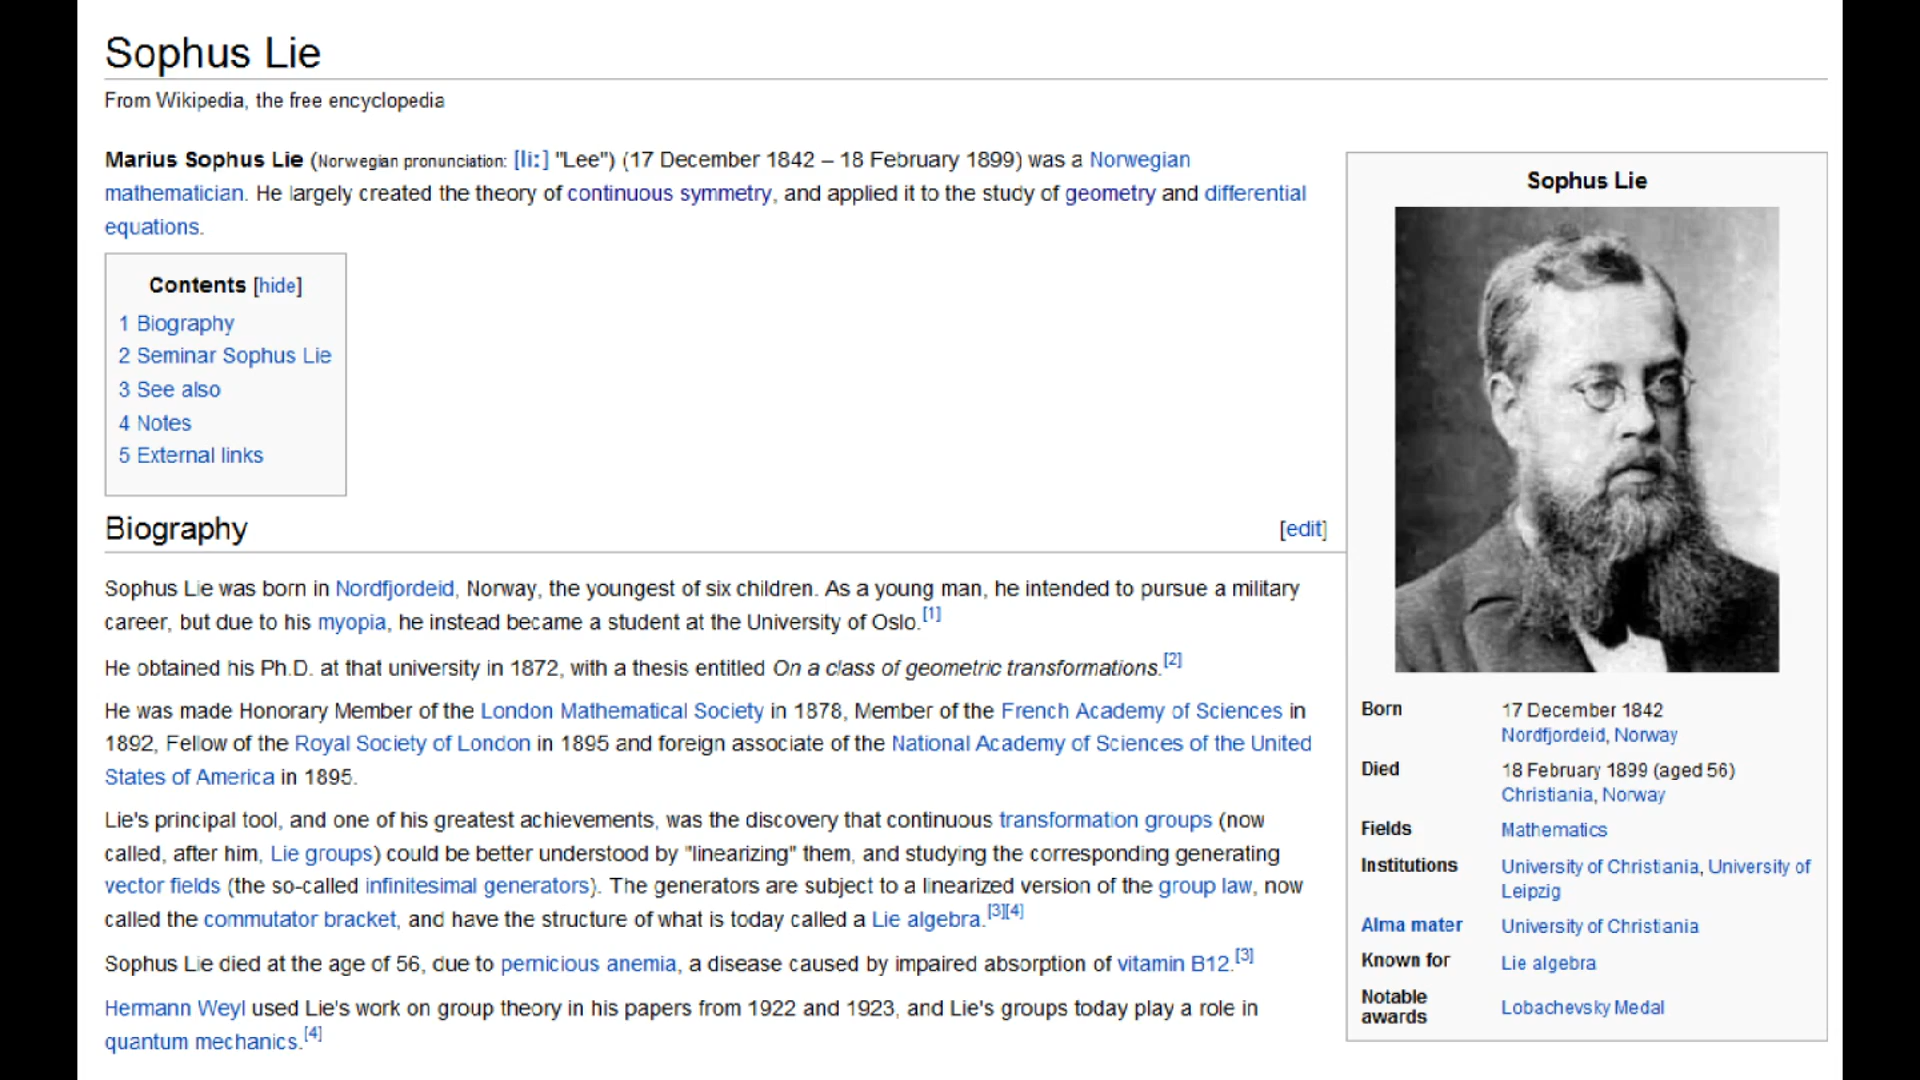 Sophus Lie
From Wikipedia, the free encyclopedia
Marius Sophus Lie (Norwegian pronunciation: [liː] "Lee") (17 December 1842 – 18 February 1899) was a Norwegian
mathematician. He largely created the theory of continuous symmetry, and applied it to the study of geometry and differential
equations.
Contents [hide]
1 Biography
2 Seminar Sophus Lie
3 See also
4 Notes
5 External links
Biography
[edit]
Sophus Lie was born in Nordfjordeid, Norway, the youngest of six children. As a young man, he intended to pursue a military
career, but due to his myopia, he instead became a student at the University of Oslo.[1]
He obtained his Ph.D. at that university in 1872, with a thesis entitled On a class of geometric transformations.[2]
He was made Honorary Member of the London Mathematical Society in 1878, Member of the French Academy of Sciences in
1892, Fellow of the Royal Society of London in 1895 and foreign associate of the National Academy of Sciences of the United
States of America in 1895.
Lie's principal tool, and one of his greatest achievements, was the discovery that continuous transformation groups (now
called, after him, Lie groups) could be better understood by "linearizing" them, and studying the corresponding generating
vector fields (the so-called infinitesimal generators). The generators are subject to a linearized version of the group law, now
called the commutator bracket, and have the structure of what is today called a Lie algebra.[3][4]
Sophus Lie died at the age of 56, due to pernicious anemia, a disease caused by impaired absorption of vitamin B12.[3]
Hermann Weyl used Lie's work on group theory in his papers from 1922 and 1923, and Lie's groups today play a role in
quantum mechanics.[4]
Sophus Lie
Born 17 December 1842
Nordfjordeid, Norway
Died 18 February 1899 (aged 56)
Christiania, Norway
Fields Mathematics
Institutions University of Christiania, University of
Leipzig
Alma mater University of Christiania
Known for Lie algebra
Notable
awards Lobachevsky Medal